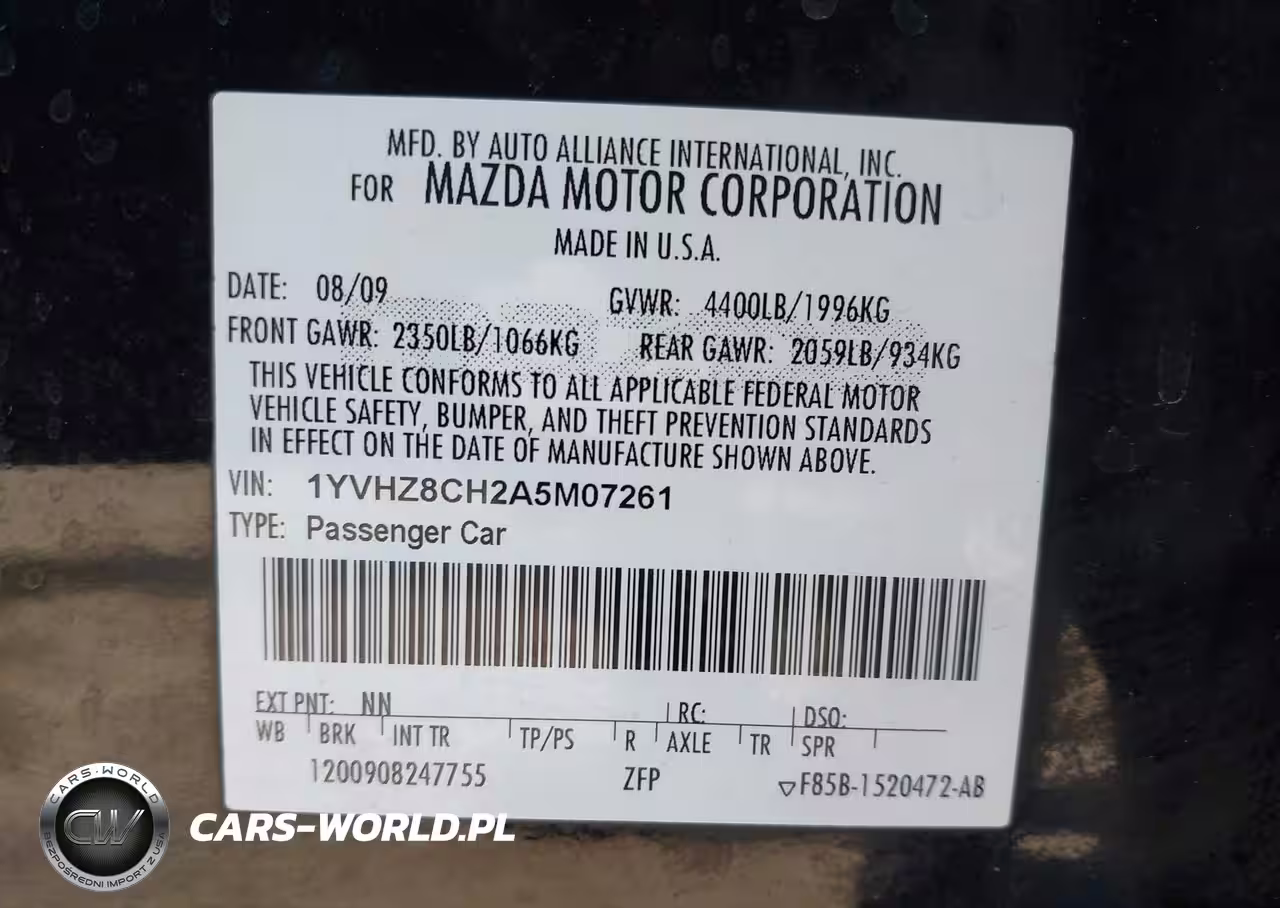 MFD. BY AUTO ALLIANCE INTERNATIONAL, INC.
FOR MAZDA MOTOR CORPORATION
MADE IN U.S.A.
DATE: 08/09 GVWR: 4400LB/1996KG
FRONT GAWR: 2350LB/1066KG REAR GAWR: 2059LB/934KG
THIS VEHICLE CONFORMS TO ALL APPLICABLE FEDERAL MOTOR
VEHICLE SAFETY, BUMPER, AND THEFT PREVENTION STANDARDS
IN EFFECT ON THE DATE OF MANUFACTURE SHOWN ABOVE.
VIN: 1YVHZ8CH2A5M07261
TYPE: Passenger Car
EXT PNT: NN RC: DSO:
WB BRK INT TR TP/PS R AXLE TR SPR
1200908247755 ZFP ▽F85B-1520472-AB
CARS-WORLD
CW
BEZPOŚREDNI IMPORT Z USA
CARS-WORLD.PL